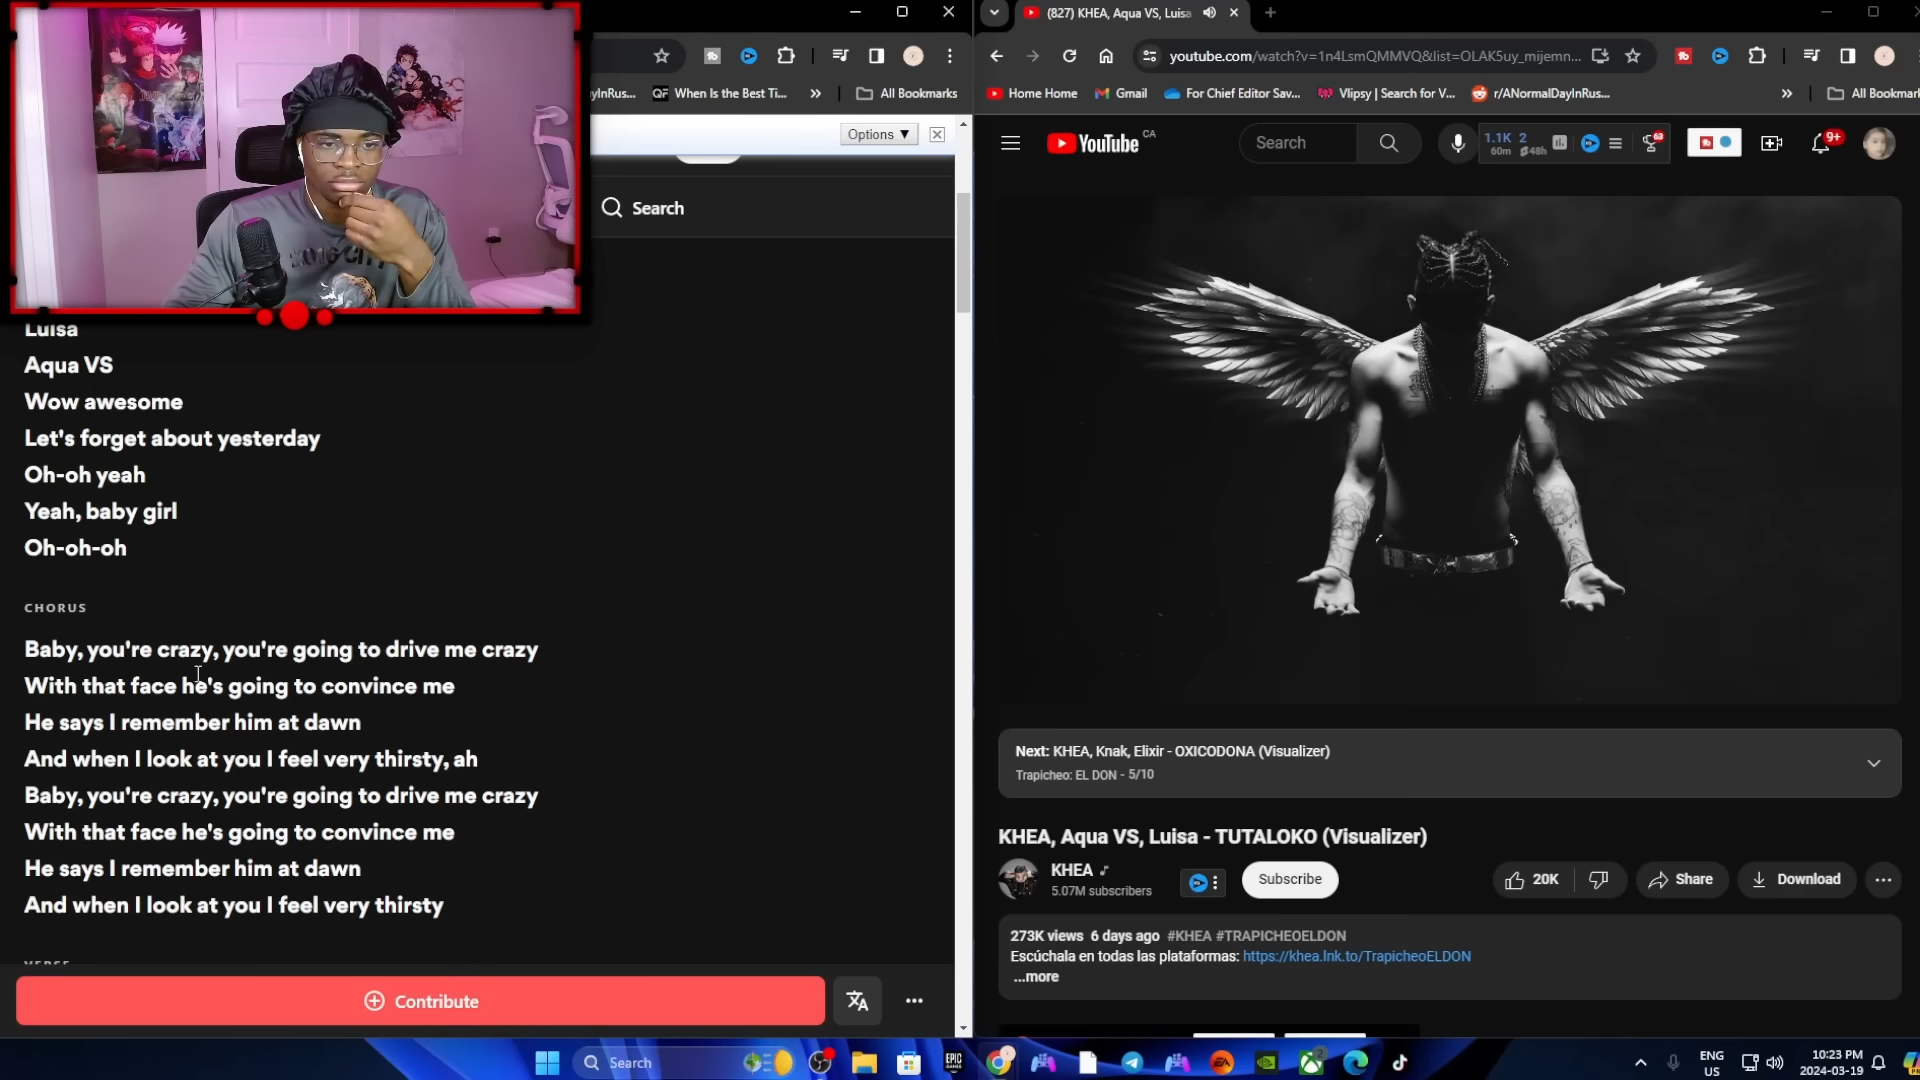 (827) KHEA, Aqua VS, Luisa
youtube.com/watch?v=1n4LsmQMMVQ&list=OLAK5uy_mijemn...
When Is the Best Ti...
All Bookmarks
Home Home
Gmail
For Chief Editor Sav...
Vlipsy | Search for V...
r/ANormalDayInRus...
Options ▼
YouTube CA
Search
1.1K 2
60m 48h
9+
Search
Luisa
Aqua VS
Wow awesome
Let's forget about yesterday
Oh-oh yeah
Yeah, baby girl
Oh-oh-oh
CHORUS
Baby, you're crazy, you're going to drive me crazy
With that face he's going to convince me
He says I remember him at dawn
And when I look at you I feel very thirsty, ah
Baby, you're crazy, you're going to drive me crazy
With that face he's going to convince me
He says I remember him at dawn
And when I look at you I feel very thirsty
Contribute
Next: KHEA, Knak, Elixir - OXICODONA (Visualizer)
Trapicheo: EL DON - 5/10
KHEA, Aqua VS, Luisa - TUTALOKO (Visualizer)
KHEA
5.07M subscribers
Subscribe
20K
Share
Download
273K views 6 days ago #KHEA #TRAPICHEOELDON
Escúchala en todas las plataformas: https://khea.lnk.to/TrapicheoELDON
...more
Search
ENG
US
10:23 PM
2024-03-19